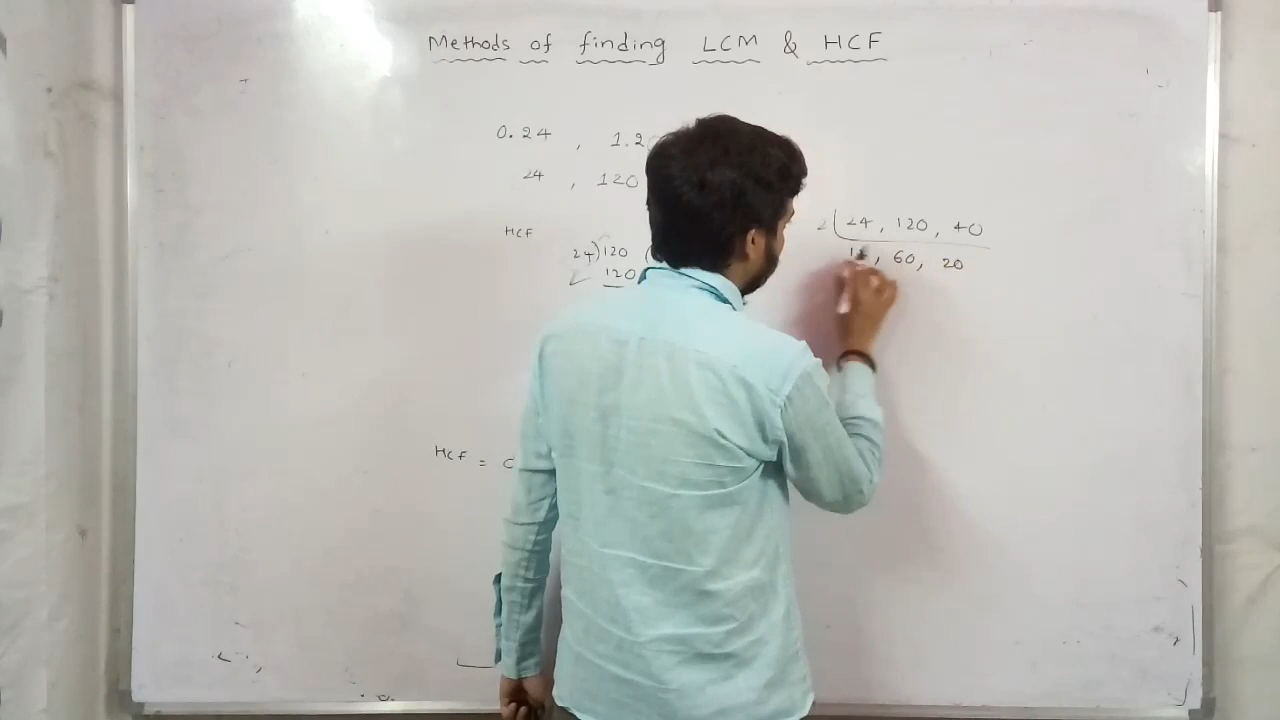 Methods of finding LCM & HCF
0.24 , 1.2
24 , 120
HCF
24)120 (
120
HCF = 
2 24, 120, 40
12, 60, 20